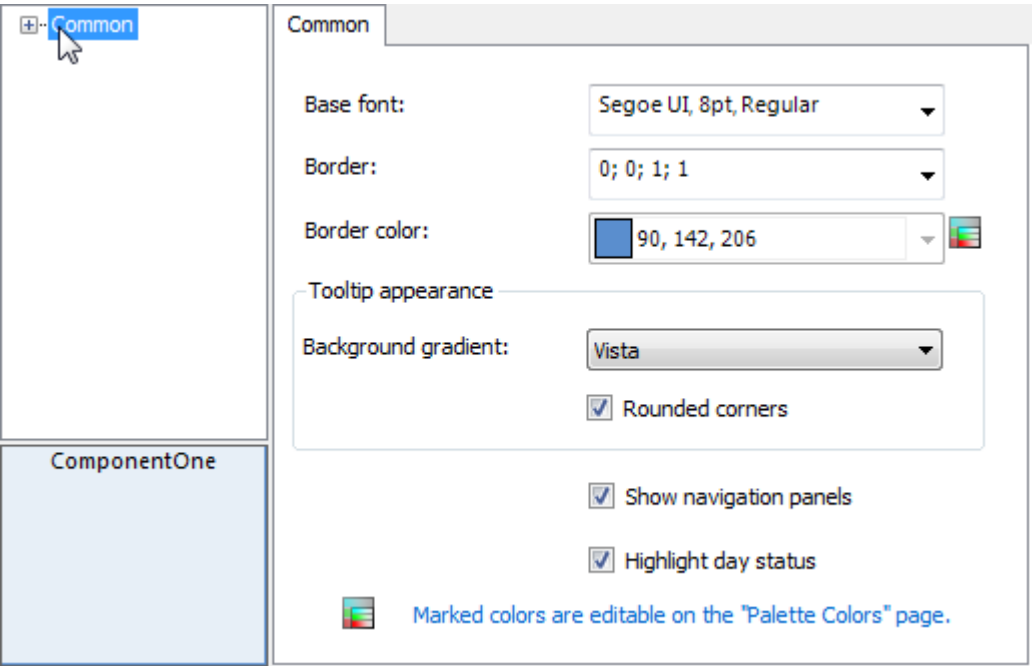 Common
Common
Base font: Segoe UI, 8pt, Regular
Border: 0; 0; 1; 1
Border color: 90, 142, 206
Tooltip appearance
Background gradient: Vista
Rounded corners
ComponentOne
Show navigation panels
Highlight day status
Marked colors are editable on the "Palette Colors" page.